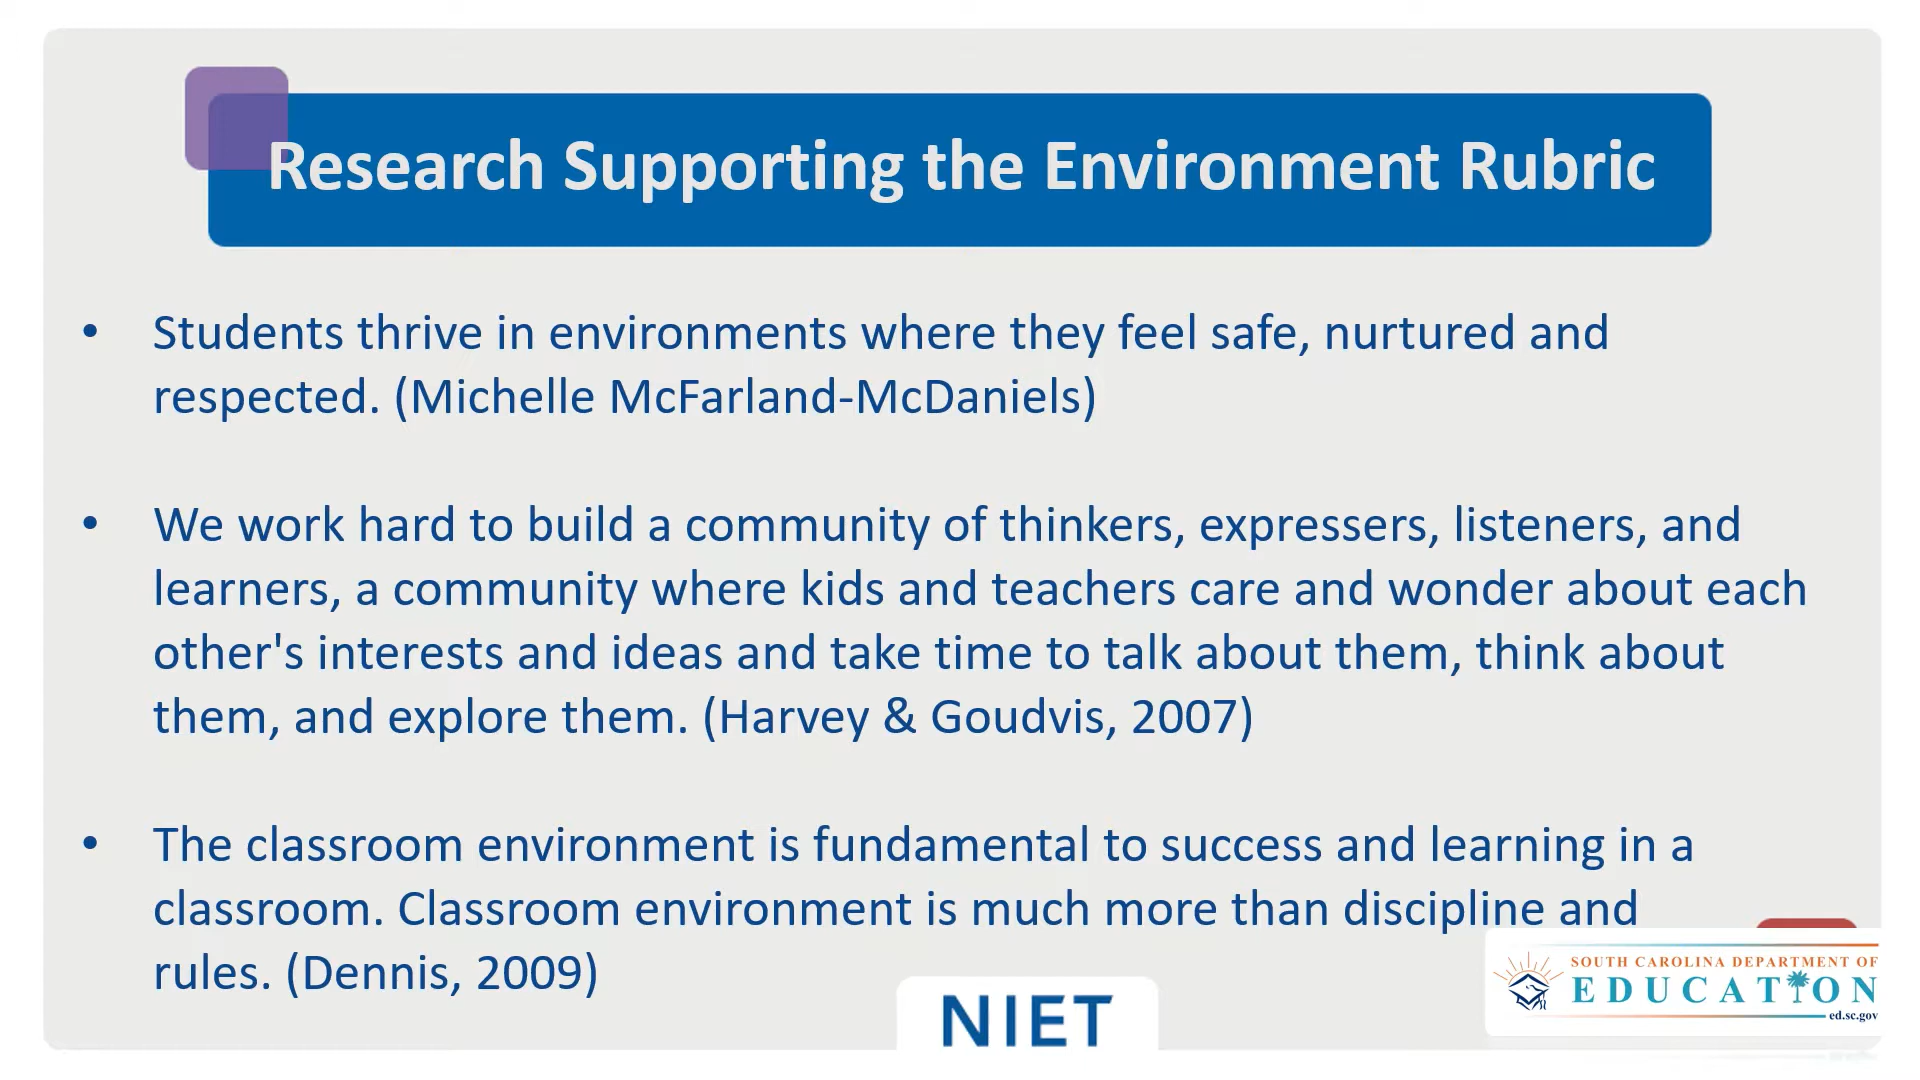 Research Supporting the Environment Rubric
• Students thrive in environments where they feel safe, nurtured and
respected. (Michelle McFarland-McDaniels)
• We work hard to build a community of thinkers, expressers, listeners, and
learners, a community where kids and teachers care and wonder about each
other's interests and ideas and take time to talk about them, think about
them, and explore them. (Harvey & Goudvis, 2007)
• The classroom environment is fundamental to success and learning in a
classroom. Classroom environment is much more than discipline and
rules. (Dennis, 2009)
NIET
SOUTH CAROLINA DEPARTMENT OF
EDUCATION
ed.sc.gov